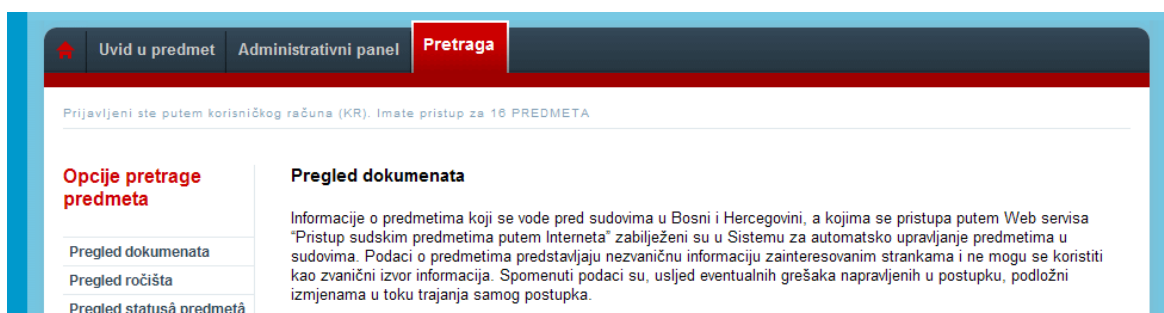 Uvid u predmet Administrativni panel Pretraga
Prijavljeni ste putem korisničkog računa (KR). Imate pristup za 16 PREDMETA
Opcije pretrage
predmeta
Pregled dokumenata
Pregled ročišta
Pregled statusâ predmetâ
Pregled dokumenata
Informacije o predmetima koji se vode pred sudovima u Bosni i Hercegovini, a kojima se pristupa putem Web servisa
“Pristup sudskim predmetima putem Interneta” zabilježeni su u Sistemu za automatsko upravljanje predmetima u
sudovima. Podaci o predmetima predstavljaju nezvaničnu informaciju zainteresovanim strankama i ne mogu se koristiti
kao zvanični izvor informacija. Spomenuti podaci su, usljed eventualnih grešaka napravljenih u postupku, podložni
izmjenama u toku trajanja samog postupka.